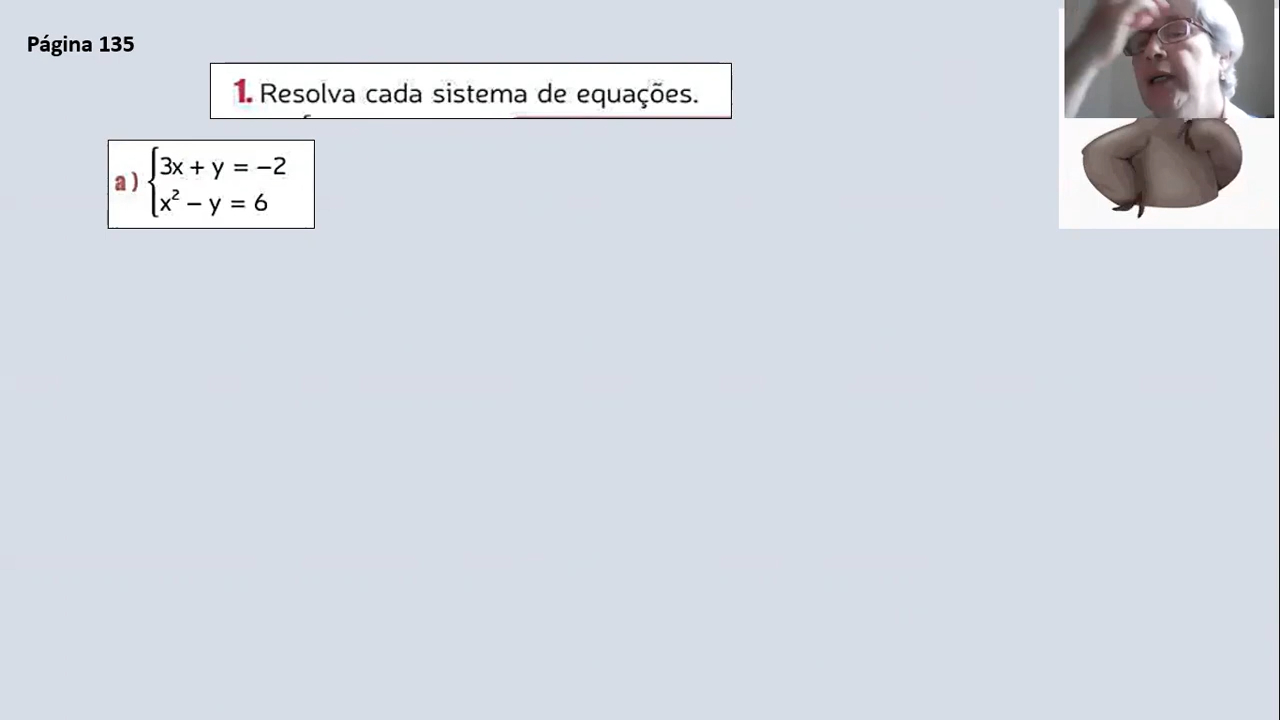 Página 135
1. Resolva cada sistema de equações.
a) 3x + y = −2
x² − y = 6